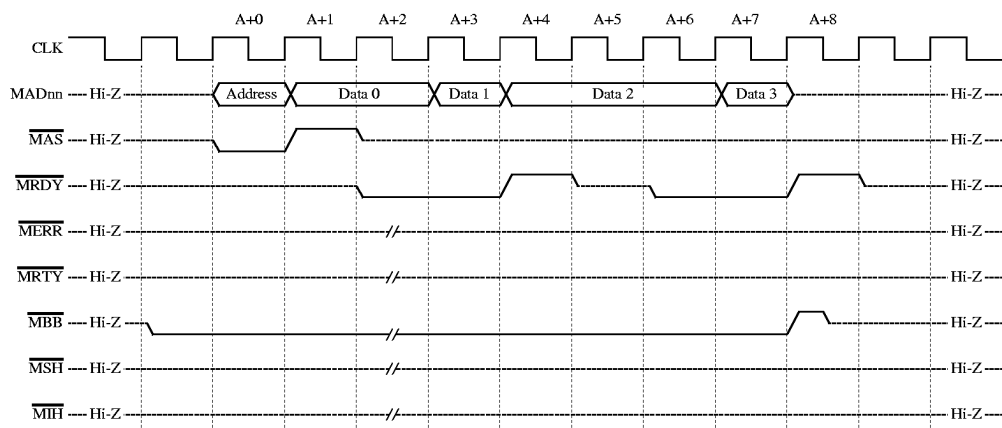 A+0 A+1 A+2 A+3 A+4 A+5 A+6 A+7 A+8
CLK
MADnn Hi-Z Address Data 0 Data 1 Data 2 Data 3 Hi-Z
MAS Hi-Z Hi-Z
MRDY Hi-Z Hi-Z
MERR Hi-Z Hi-Z
MRTY Hi-Z Hi-Z
MBB Hi-Z Hi-Z
MSH Hi-Z Hi-Z
MIH Hi-Z Hi-Z